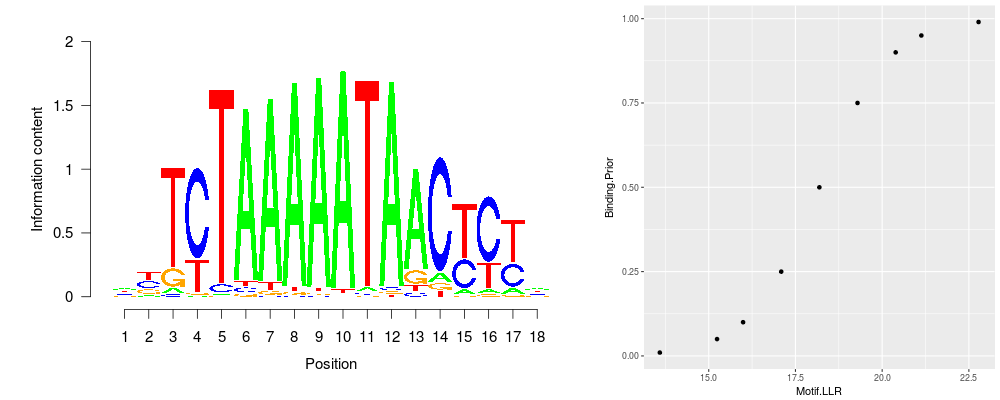 Information content
2
1.5
1
0.5
0
T C T A A A A A T A A C T C T
1 2 3 4 5 6 7 8 9 10 11 12 13 14 15 16 17 18
Position
Binding.Prior
1.00
0.75
0.50
0.25
0.00
15.0 17.5 20.0 22.5
Motif.LLR